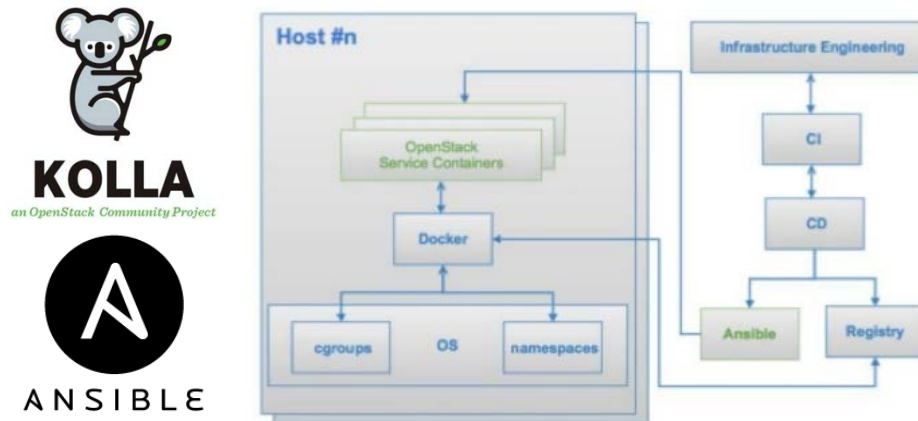 KOLLA
an OpenStack Community Project
ANSIBLE
Host #n
OpenStack
Service Containers
Docker
cgroups
OS
namespaces
Infrastructure Engineering
CI
CD
Ansible
Registry